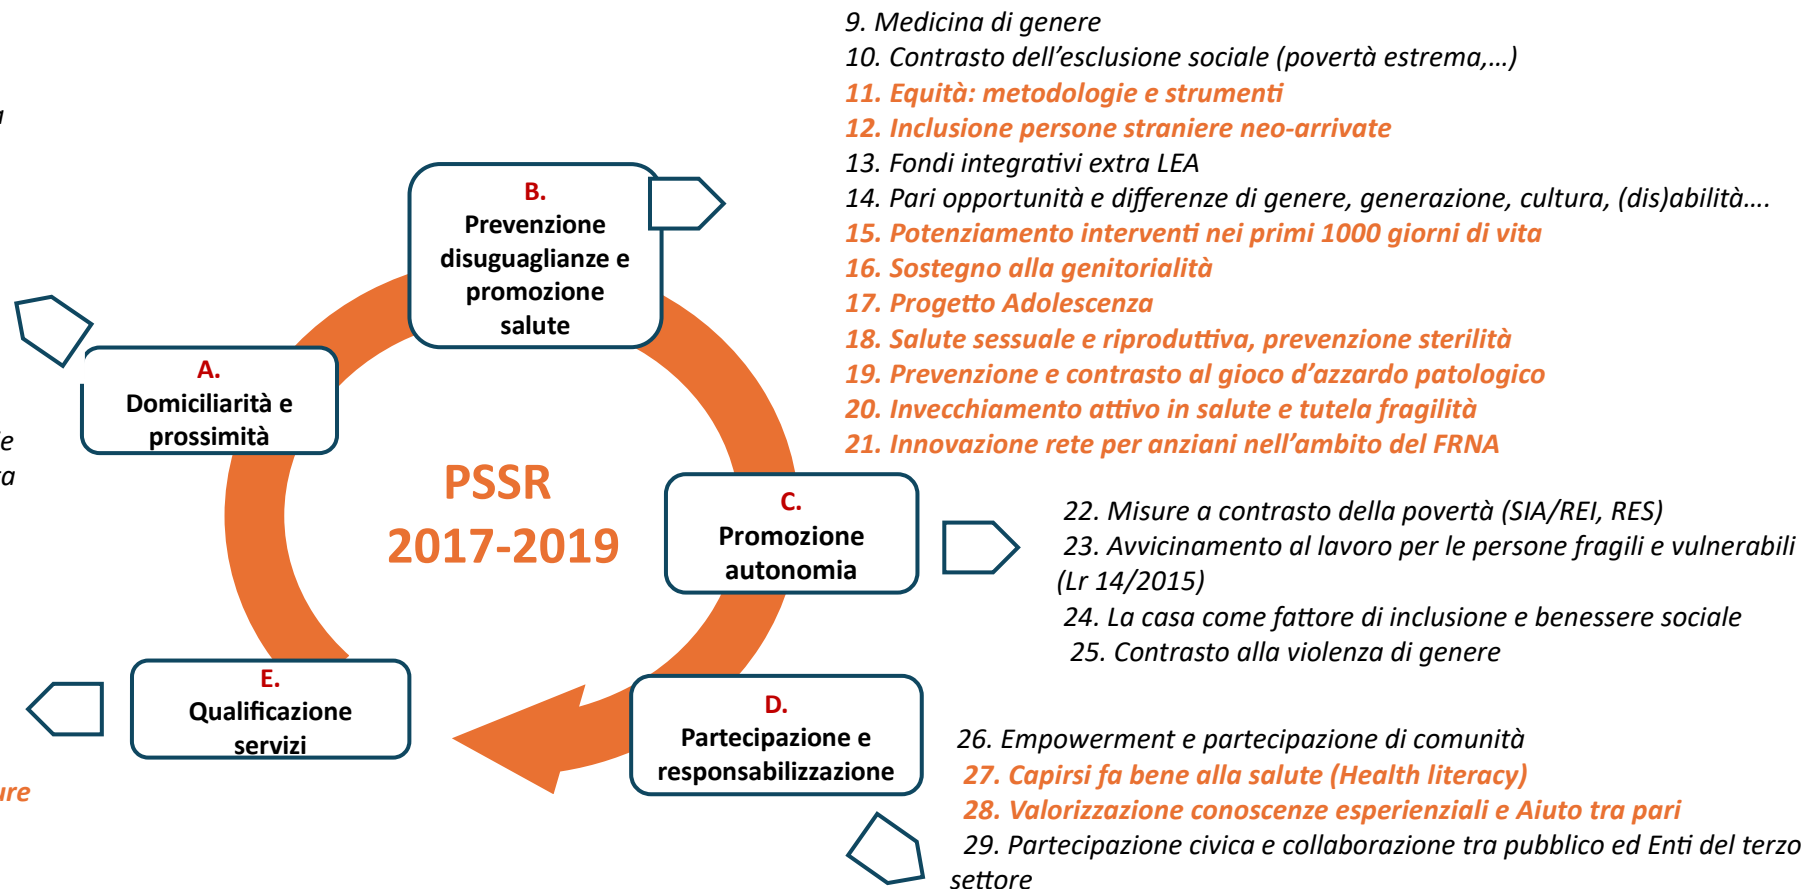 9. Medicina di genere
10. Contrasto dell’esclusione sociale (povertà estrema,…)
11. Equità: metodologie e strumenti
12. Inclusione persone straniere neo-arrivate
13. Fondi integrativi extra LEA
14. Pari opportunità e differenze di genere, generazione, cultura, (dis)abilità….
15. Potenziamento interventi nei primi 1000 giorni di vita
16. Sostegno alla genitorialità
17. Progetto Adolescenza
18. Salute sessuale e riproduttiva, prevenzione sterilità
19. Prevenzione e contrasto al gioco d’azzardo patologico
20. Invecchiamento attivo in salute e tutela fragilità
21. Innovazione rete per anziani nell’ambito del FRNA
B.
Prevenzione
disuguaglianze e
promozione
salute
A.
Domiciliarità e
prossimità
PSSR
2017-2019
C.
Promozione
autonomia
22. Misure a contrasto della povertà (SIA/REI, RES)
23. Avvicinamento al lavoro per le persone fragili e vulnerabili
(Lr 14/2015)
24. La casa come fattore di inclusione e benessere sociale
25. Contrasto alla violenza di genere
E.
Qualificazione
servizi
D.
Partecipazione e
responsabilizzazione
26. Empowerment e partecipazione di comunità
27. Capirsi fa bene alla salute (Health literacy)
28. Valorizzazione conoscenze esperienziali e Aiuto tra pari
29. Partecipazione civica e collaborazione tra pubblico ed Enti del terzo
settore